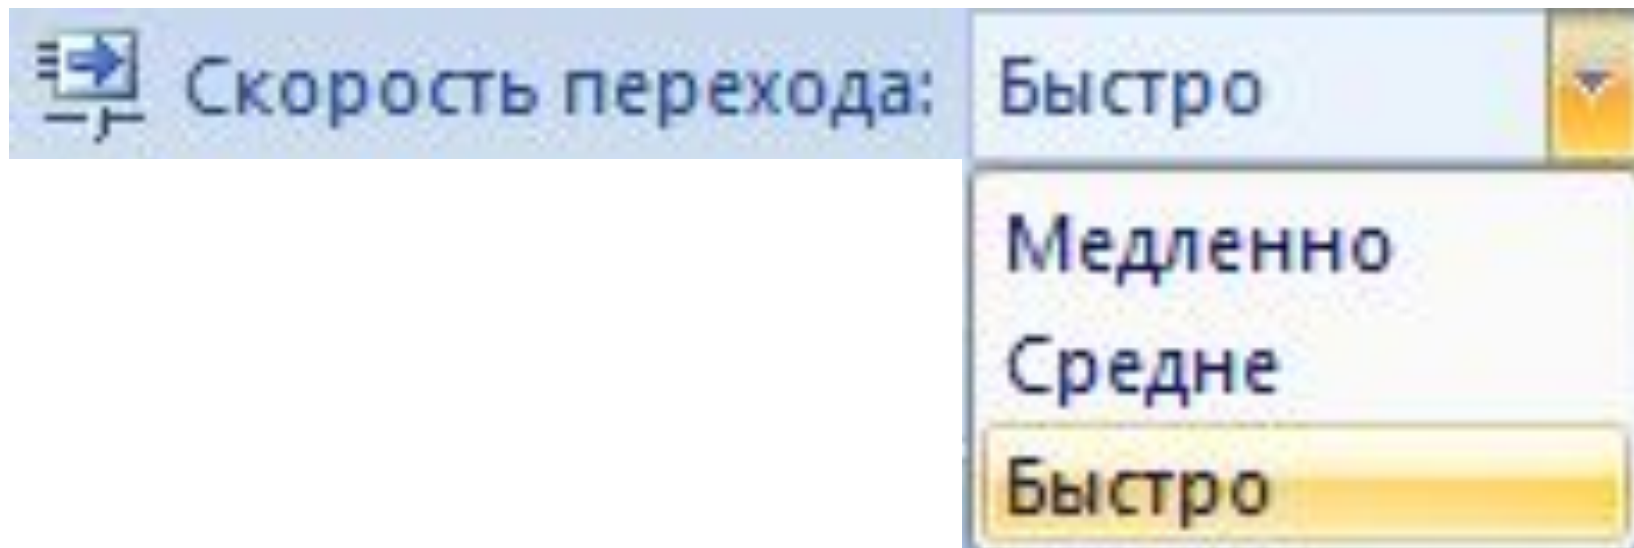 Скорость перехода: Быстро
Медленно
Средне
Быстро